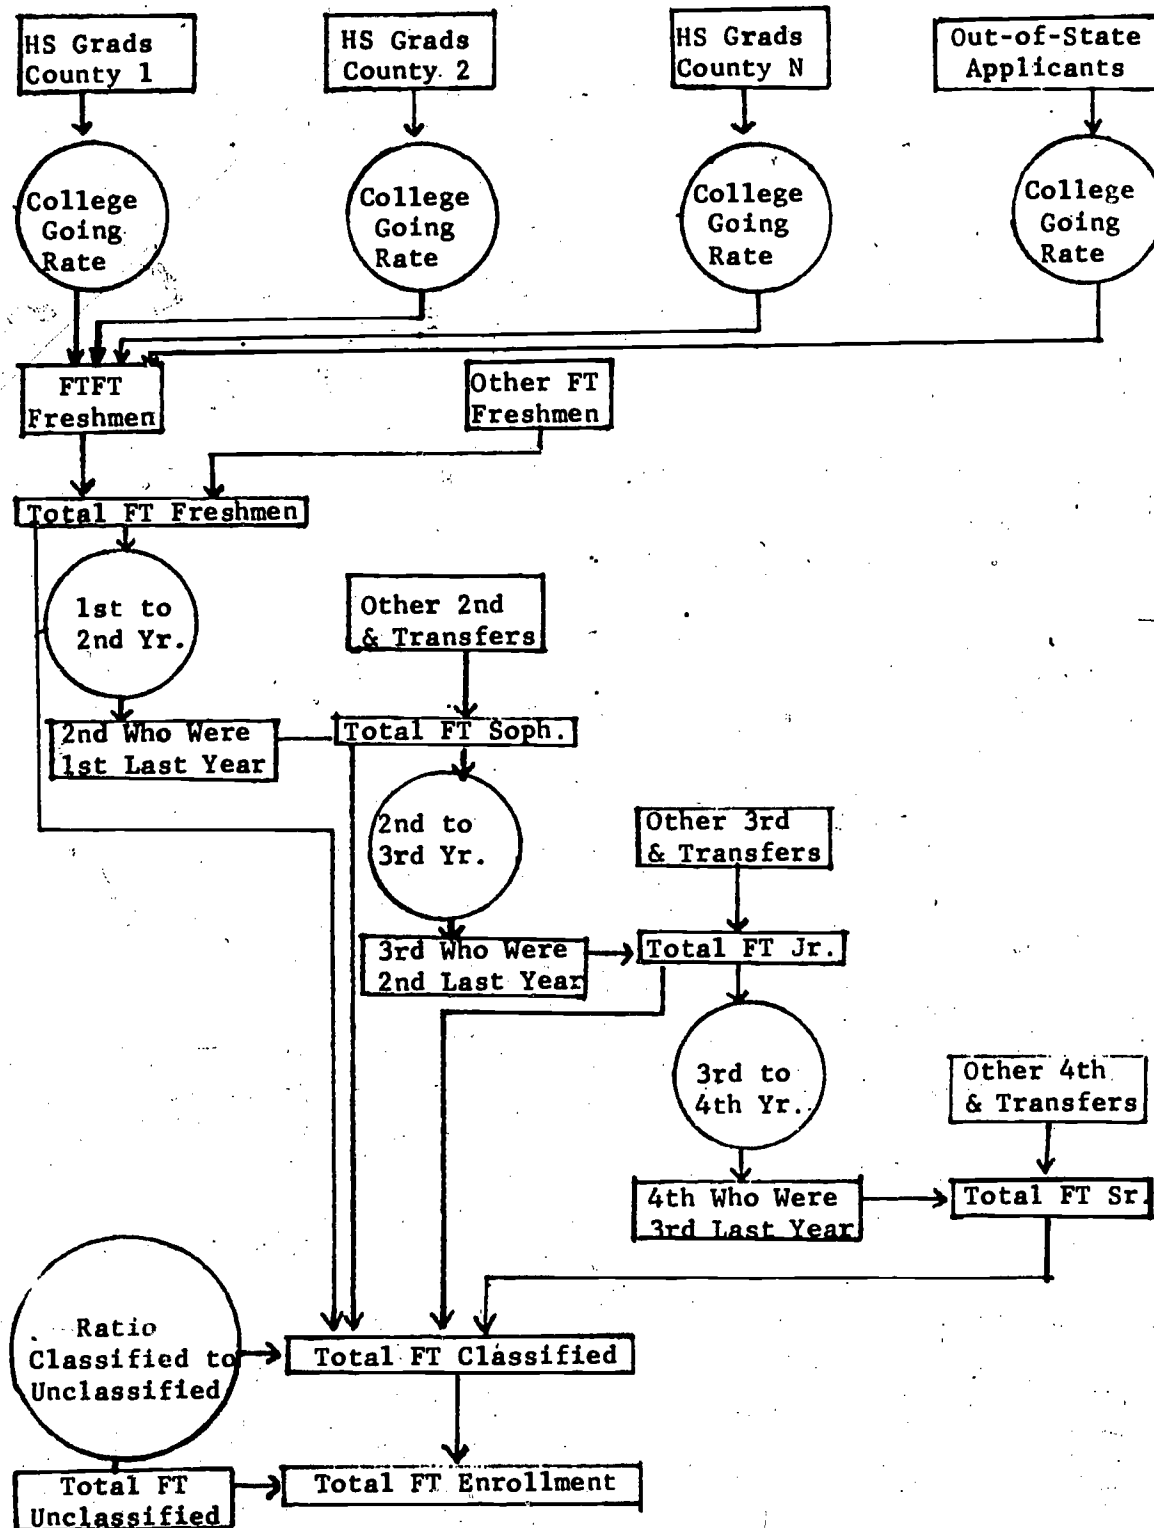 HS Grads
County 1
HS Grads
County 2
HS Grads
County N
Out-of-State
Applicants
College
Going
Rate
College
Going
Rate
College
Going
Rate
College
Going
Rate
FTFT
Freshmen
Other FT
Freshmen
Total FT Freshmen
1st to
2nd Yr.
Other 2nd
& Transfers
2nd Who Were
1st Last Year
Total FT Soph.
2nd to
3rd Yr.
Other 3rd
& Transfers
3rd Who Were
2nd Last Year
Total FT Jr.
3rd to
4th Yr.
Other 4th
& Transfers
4th Who Were
3rd Last Year
Total FT Sr.
Ratio
Classified to
Unclassified
Total FT Classified
Total FT
Unclassified
Total FT Enrollment